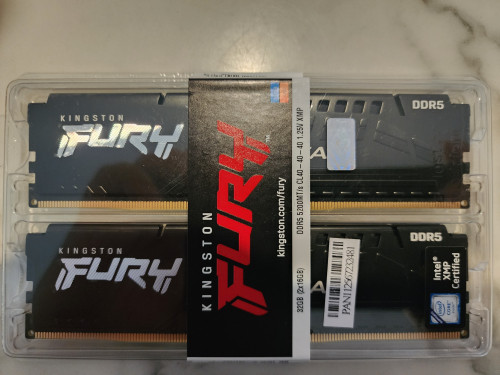 KINGSTON
FURY
DDR5
KINGSTON
FURY
DDR5
KINGSTON
FURY
kingston.com/fury
32GB (2x16GB)
DDR5 5200MT/s CL40-40-40 1.25V XMP
Intel®
XMP
Certified